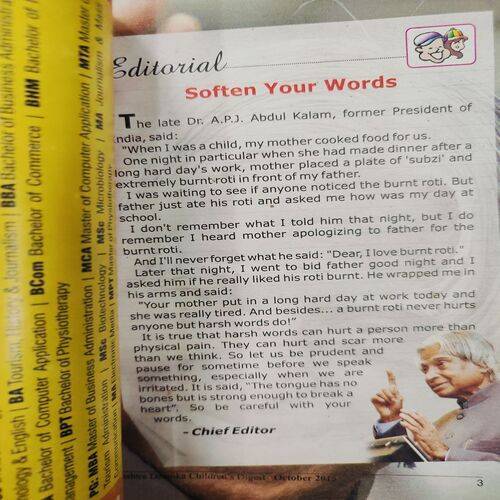 Editorial
Soften Your Words
The late Dr. A.P.J. Abdul Kalam, former President of
India, said:
"When I was a child, my mother cooked food for us.
One night in particular when she had made dinner after a
long hard day's work, mother placed a plate of 'subzi' and
extremely burnt roti in front of my father.
I was waiting to see if anyone noticed the burnt roti. But
father just ate his roti and asked me how was my day at
school.
I don't remember what I told him that night, but I do
remember I heard mother apologizing to father for the
burnt roti.
And I'll never forget what he said: "Dear, I love burnt roti."
Later that night, I went to bid father good night and I
asked him if he really liked his roti burnt. He wrapped me in
his arms and said:
"Your mother put in a long hard day at work today and
she was really tired. And besides... a burnt roti never hurts
anyone but harsh words do!"
It is true that harsh words can hurt a person more than
physical pain. They can hurt and scar more
than we think. So let us be prudent and
pause for sometime before we speak
something, especially when we are
irritated. It is said, "The tongue has no
bones but is strong enough to break a
heart". So be careful with your
words.
- Chief Editor
Children's Digest October 2015
3
BBA Bachelor of Business Administra
BHM Bachelor of
& Journalism |
BA Tourism
BCom Bachelor of Commerce |
Bachelor of Computer Application |
nology & English |
BPT Bachelor of Physiotherapy
nagement |
MTA Master
MCA Master of Computer Application |
PG: MBA Master of Business Administration |
MA Journalism &
MSc Microbiology |
MSc Biotechnology |
Tourism Administration |
MPT Master of Physiotherapy